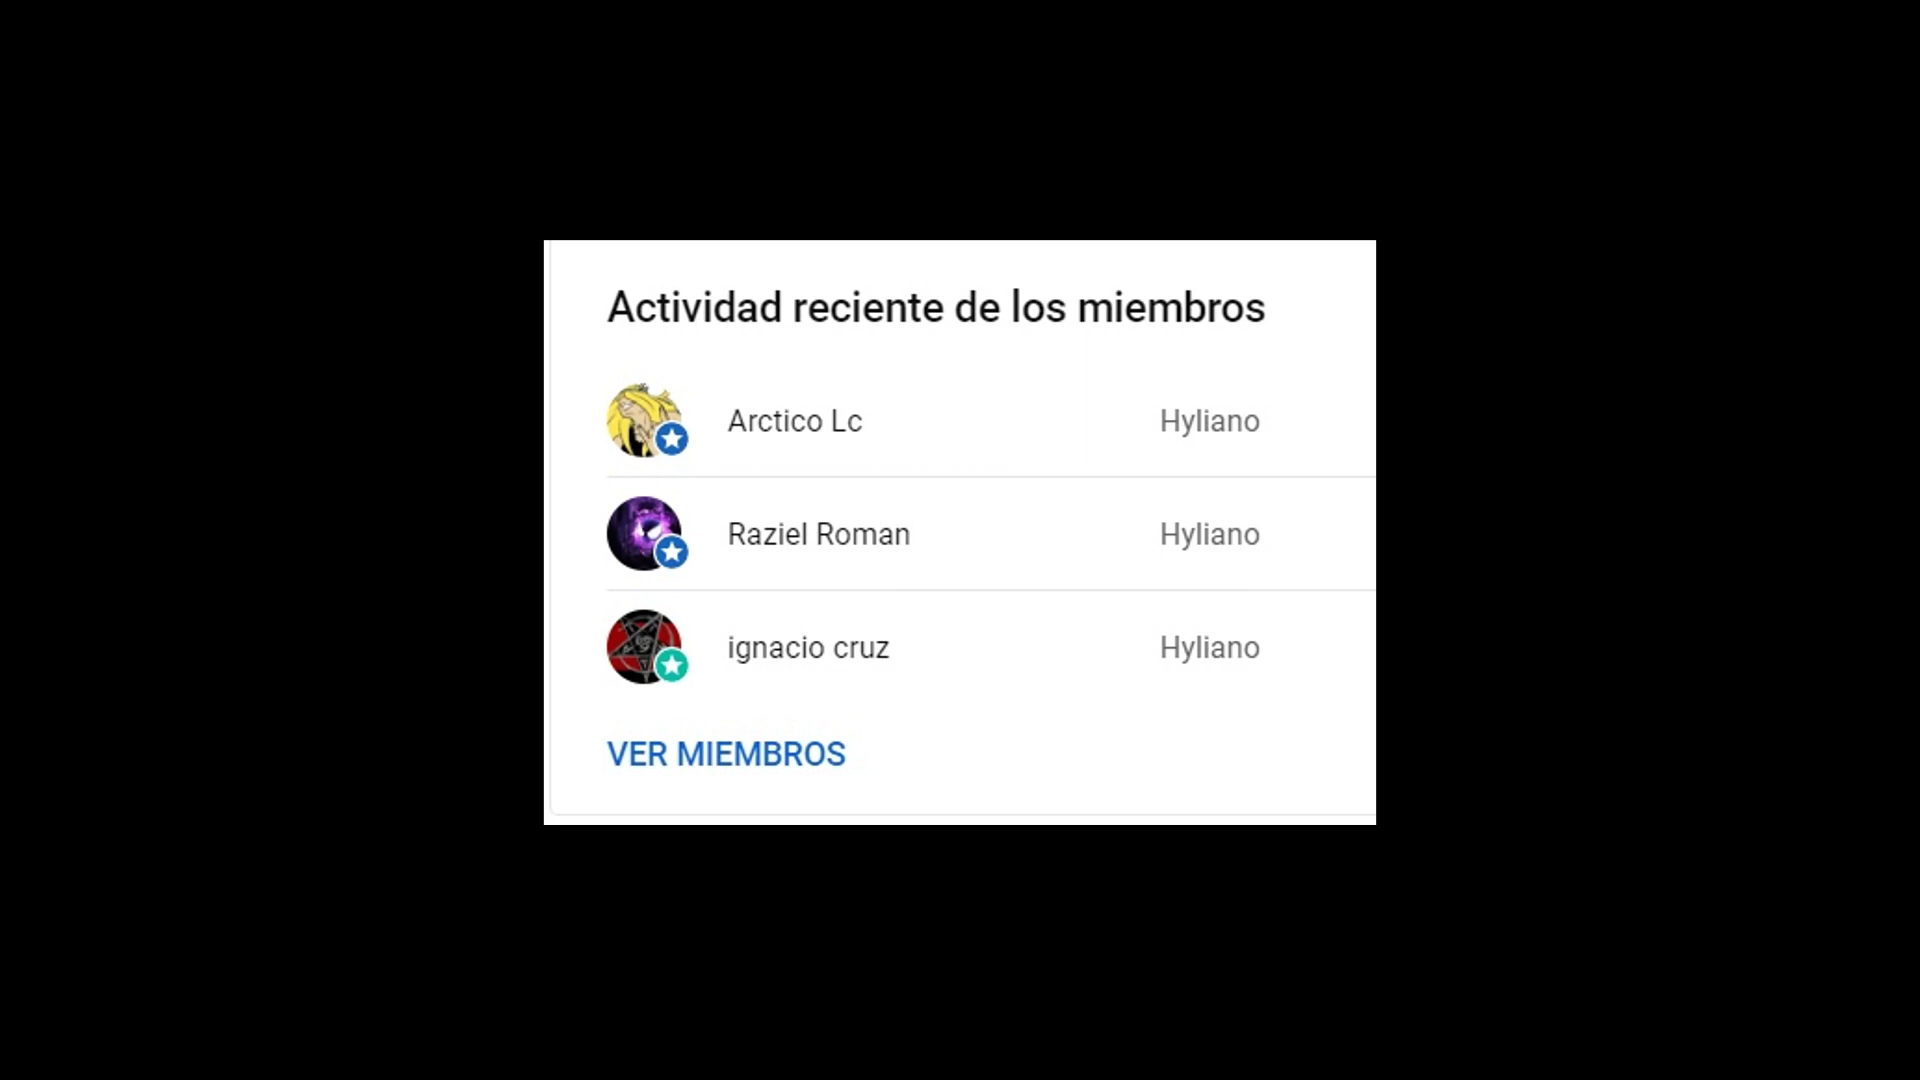 Actividad reciente de los miembros
Arctico Lc Hyliano
Raziel Roman Hyliano
ignacio cruz Hyliano
VER MIEMBROS